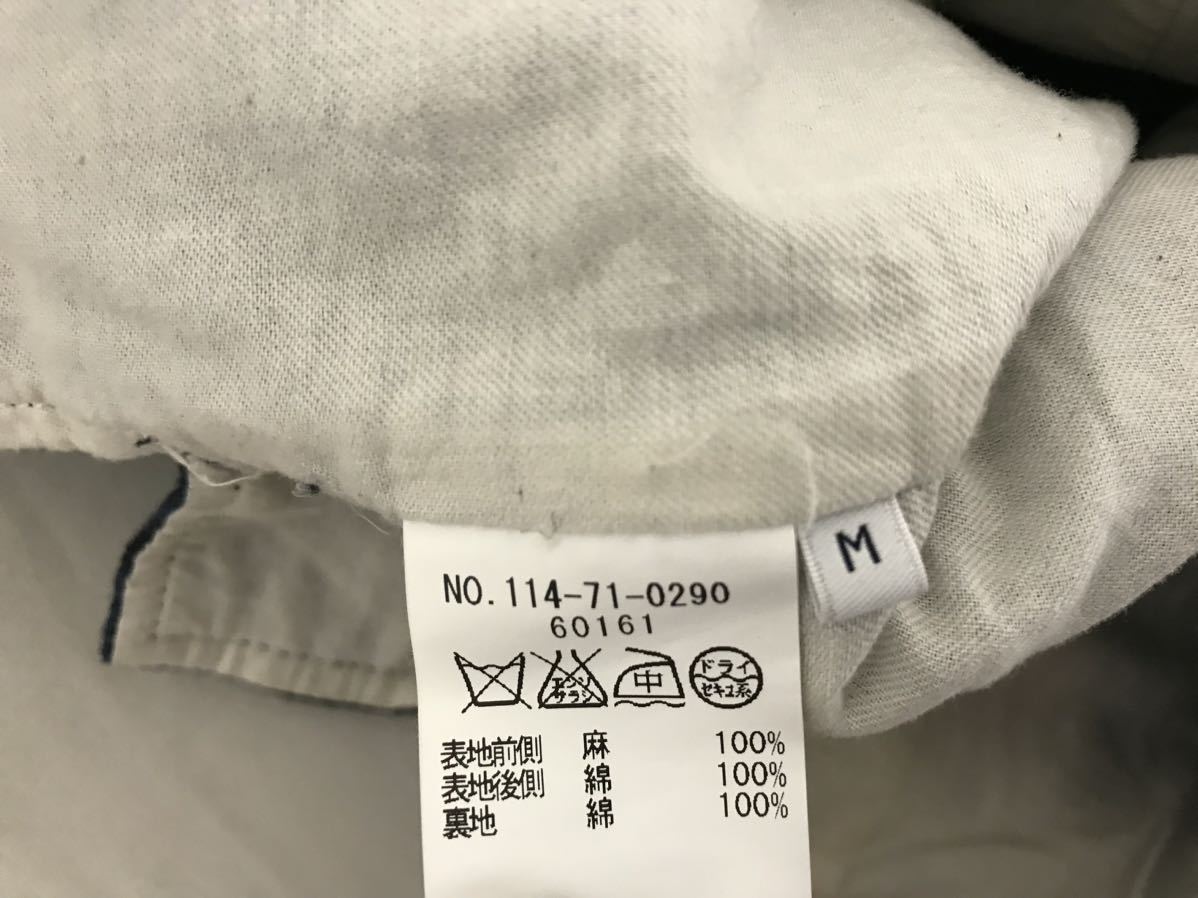 M
NO.114-71-0290
60161
エンソ
サラシ
中
ドライ
セキユ系
表地前側 麻 100%
表地後側 綿 100%
裏地 綿 100%